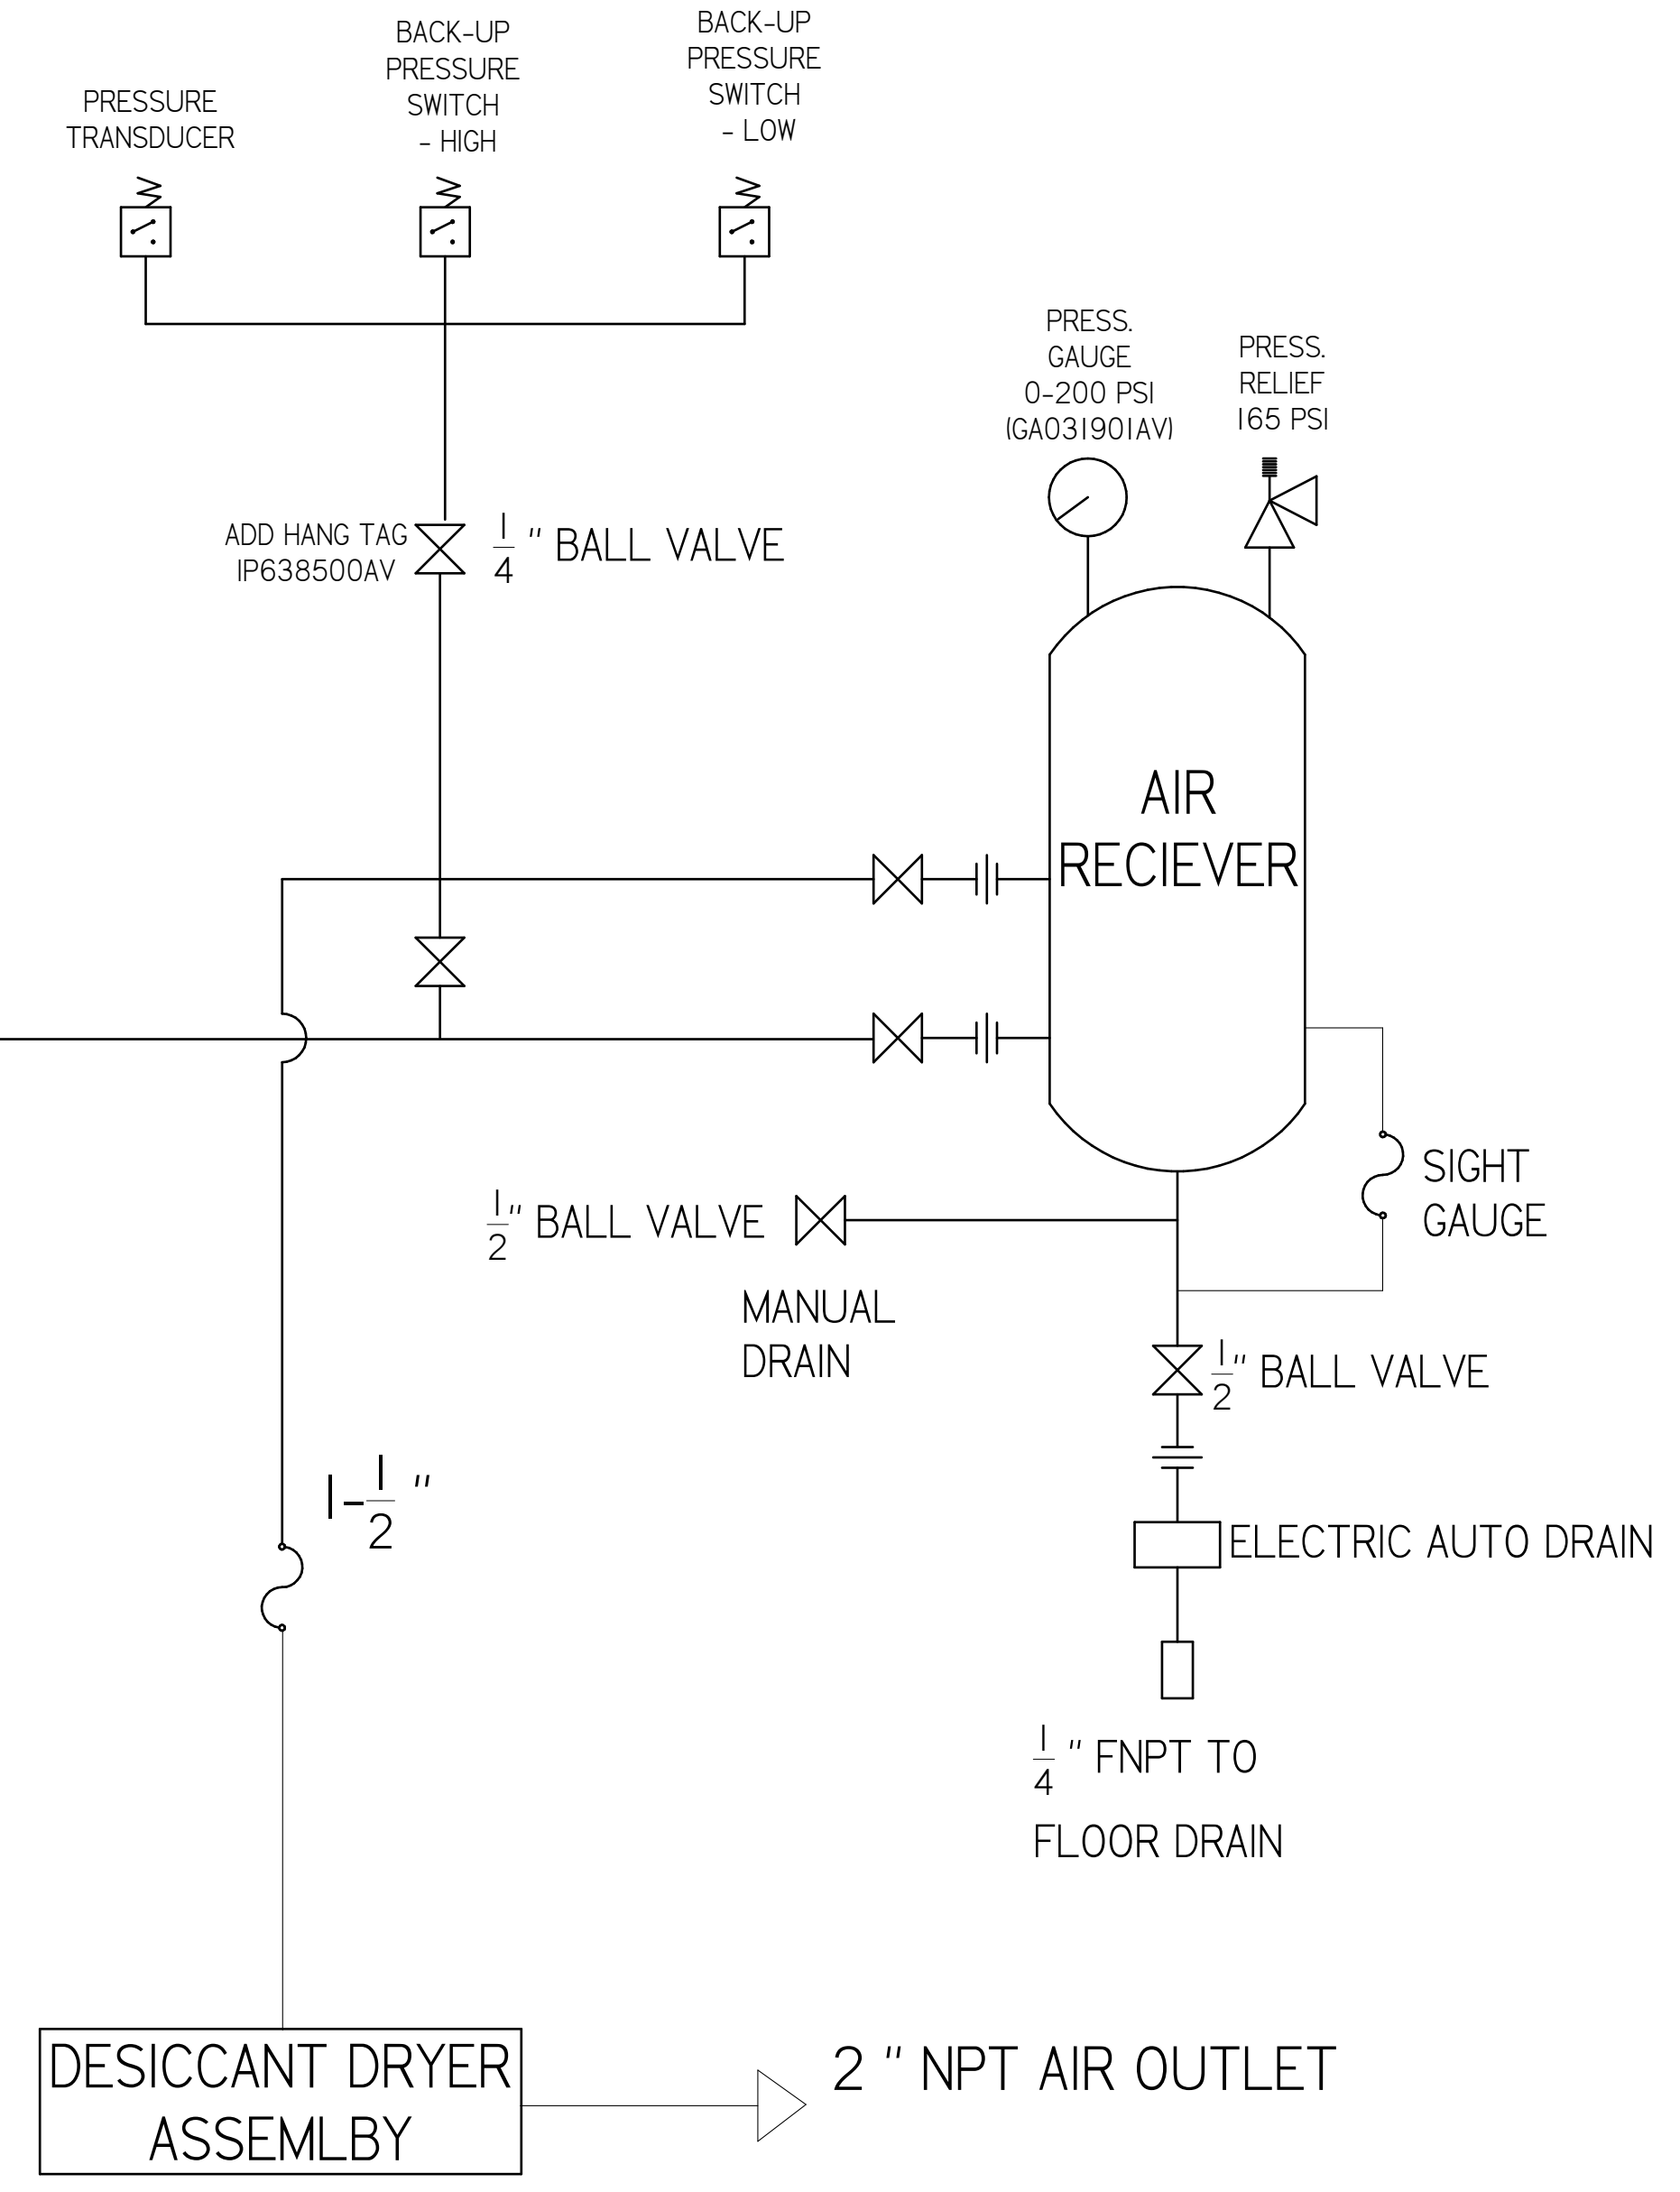 PRESSURE
TRANSDUCER
BACK-UP
PRESSURE
SWITCH
- HIGH
BACK-UP
PRESSURE
SWITCH
- LOW
PRESS.
GAUGE
0-200 PSI
(GA031901AV)
PRESS.
RELIEF
165 PSI
ADD HANG TAG
IP638500AV
1/4 " BALL VALVE
AIR
RECIEVER
SIGHT
GAUGE
1/2" BALL VALVE
MANUAL
DRAIN
1/2" BALL VALVE
1-1/2 "
ELECTRIC AUTO DRAIN
1/4 " FNPT TO
FLOOR DRAIN
DESICCANT DRYER
ASSEMLBY
2 " NPT AIR OUTLET